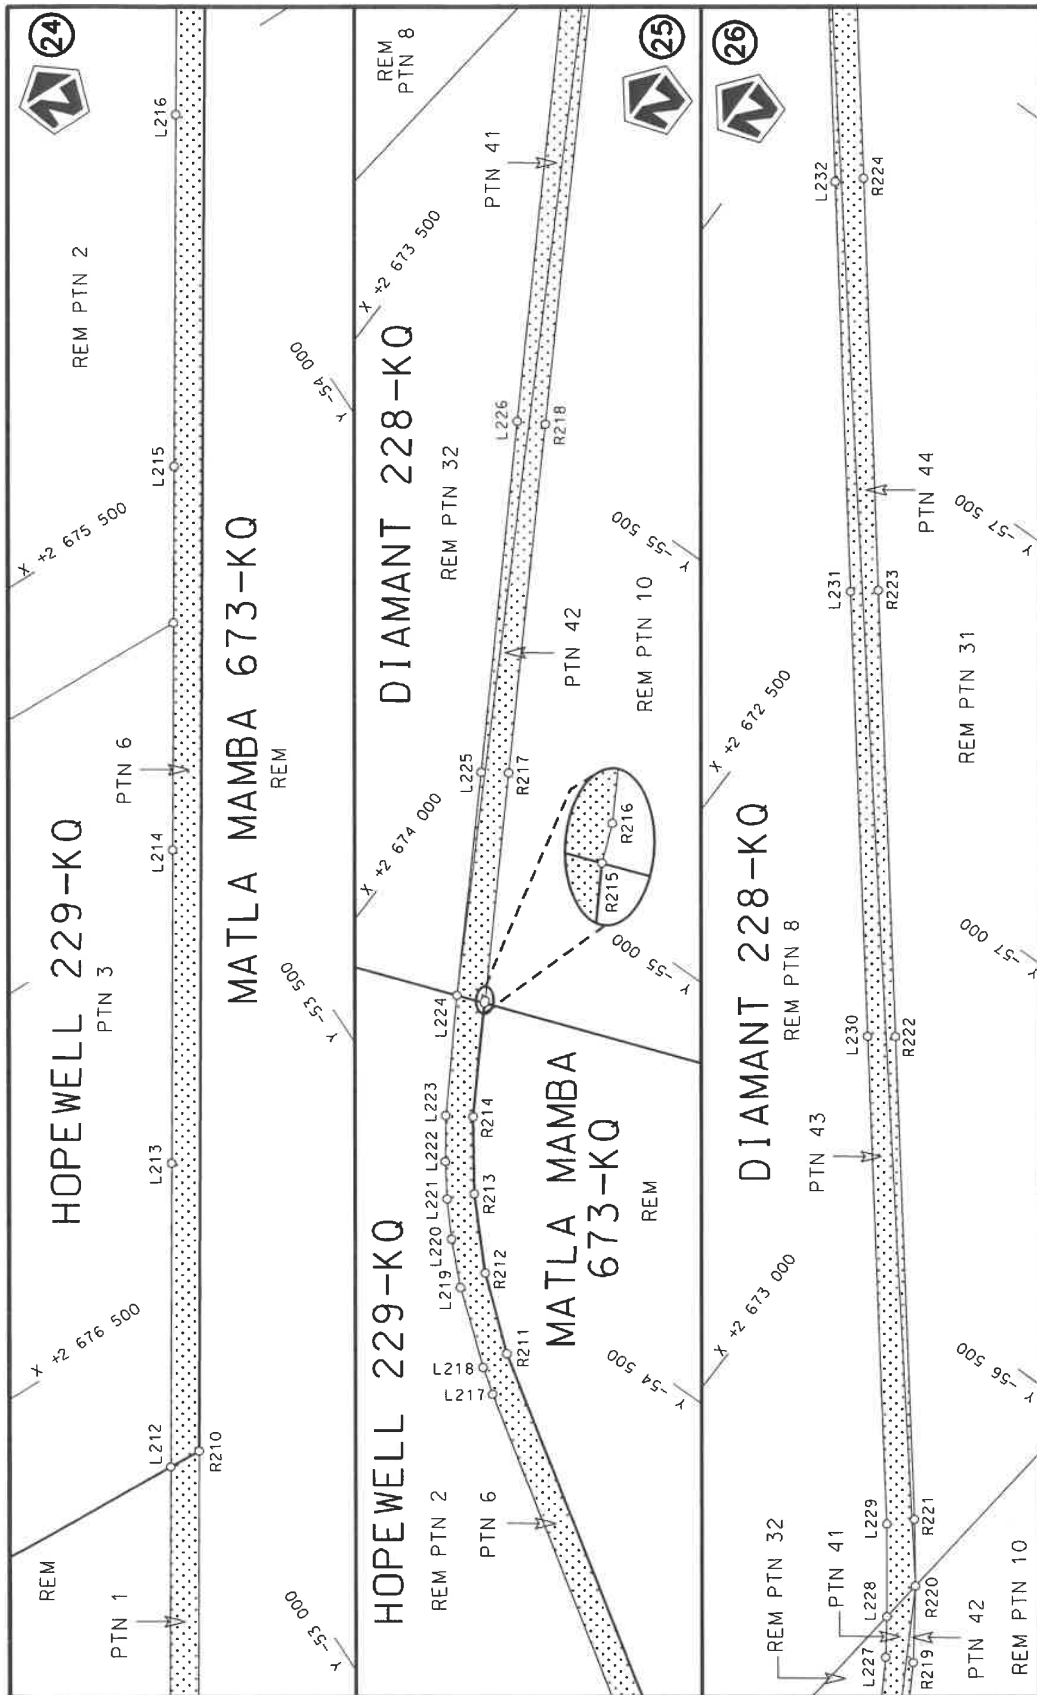 24
REM
PTN 1
L212
R210
X +2 676 500
Y -53 000
HOPEWELL 229-KQ
PTN 3
L213
L214
PTN 6
Y -53 500
MATLA MAMBA 673-KQ
REM
X +2 675 500
L215
REM PTN 2
L216
Y -54 000
25
HOPEWELL 229-KQ
REM PTN 2
PTN 6
L217
L218
L219
L220
L221
L222
L223
L224
R211
R212
R213
R214
MATLA MAMBA
673-KQ
REM
Y -54 500
R215
R216
X +2 674 000
Y -55 000
L225
R217
DIAMANT 228-KQ
REM PTN 32
PTN 42
REM PTN 10
L226
R218
X +2 673 500
Y -55 500
PTN 41
REM
PTN 8
26
REM PTN 32
PTN 41
L227
L228
L229
R219
R220
R221
PTN 42
REM PTN 10
X +2 673 000
Y -56 500
PTN 43
DIAMANT 228-KQ
REM PTN 8
L230
R222
Y -57 000
X +2 672 500
REM PTN 31
L231
R223
PTN 44
Y -57 500
L232
R224